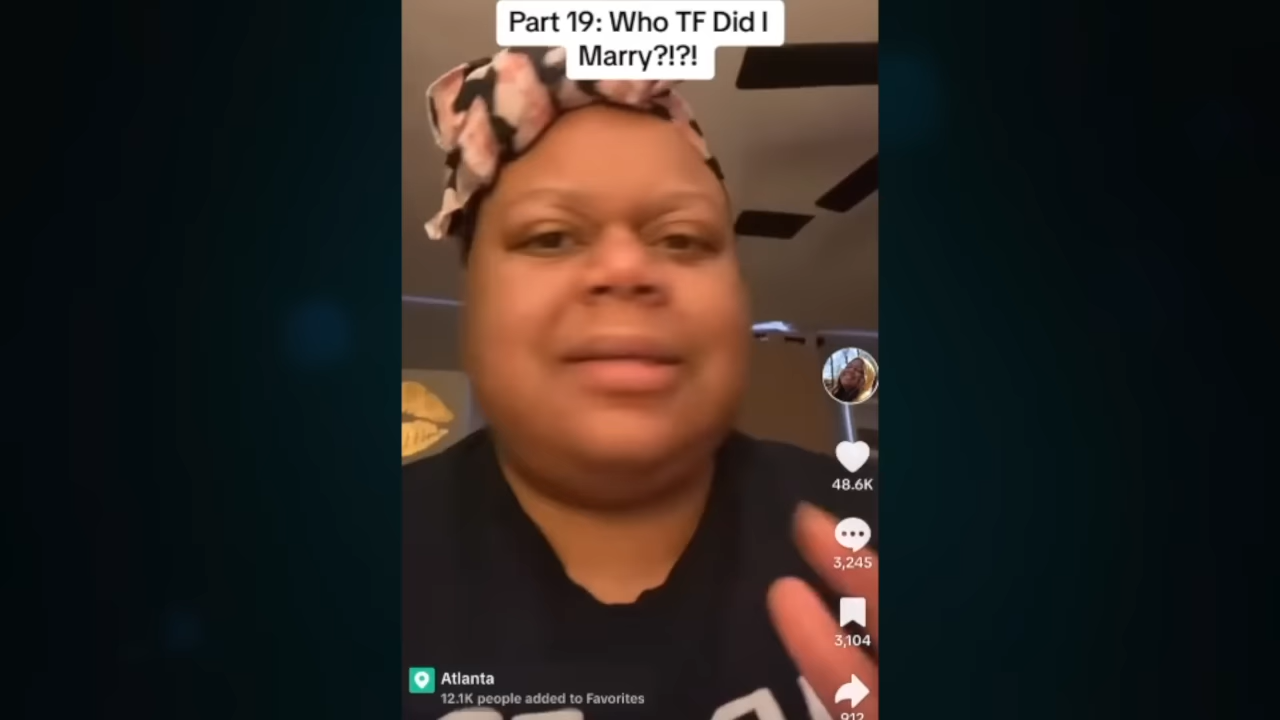 Part 19: Who TF Did I
Marry?!?!
48.6K
3,245
3,104
Atlanta
12.1K people added to Favorites
912